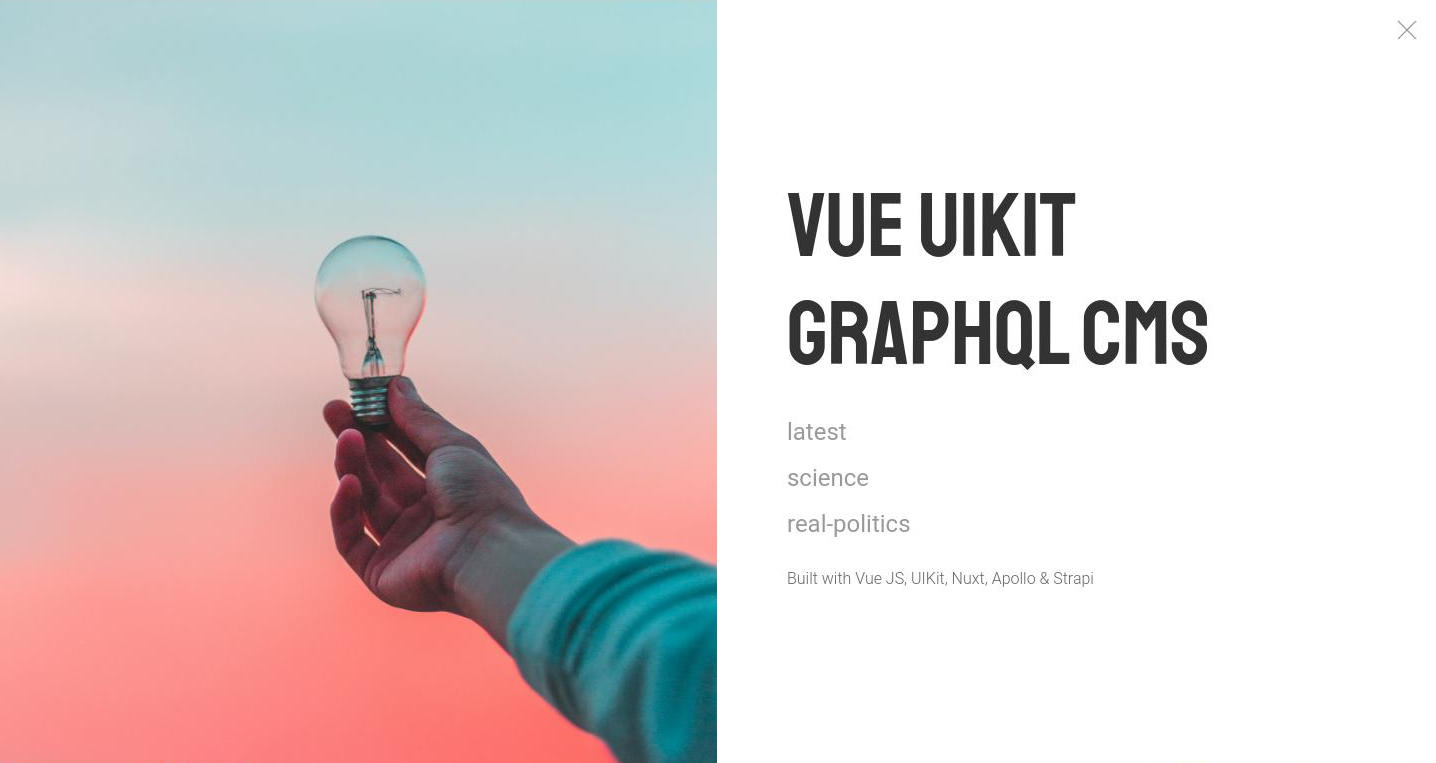 VUE UIKIT
GRAPHQL CMS
latest
science
real-politics
Built with Vue JS, UIKit, Nuxt, Apollo & Strapi